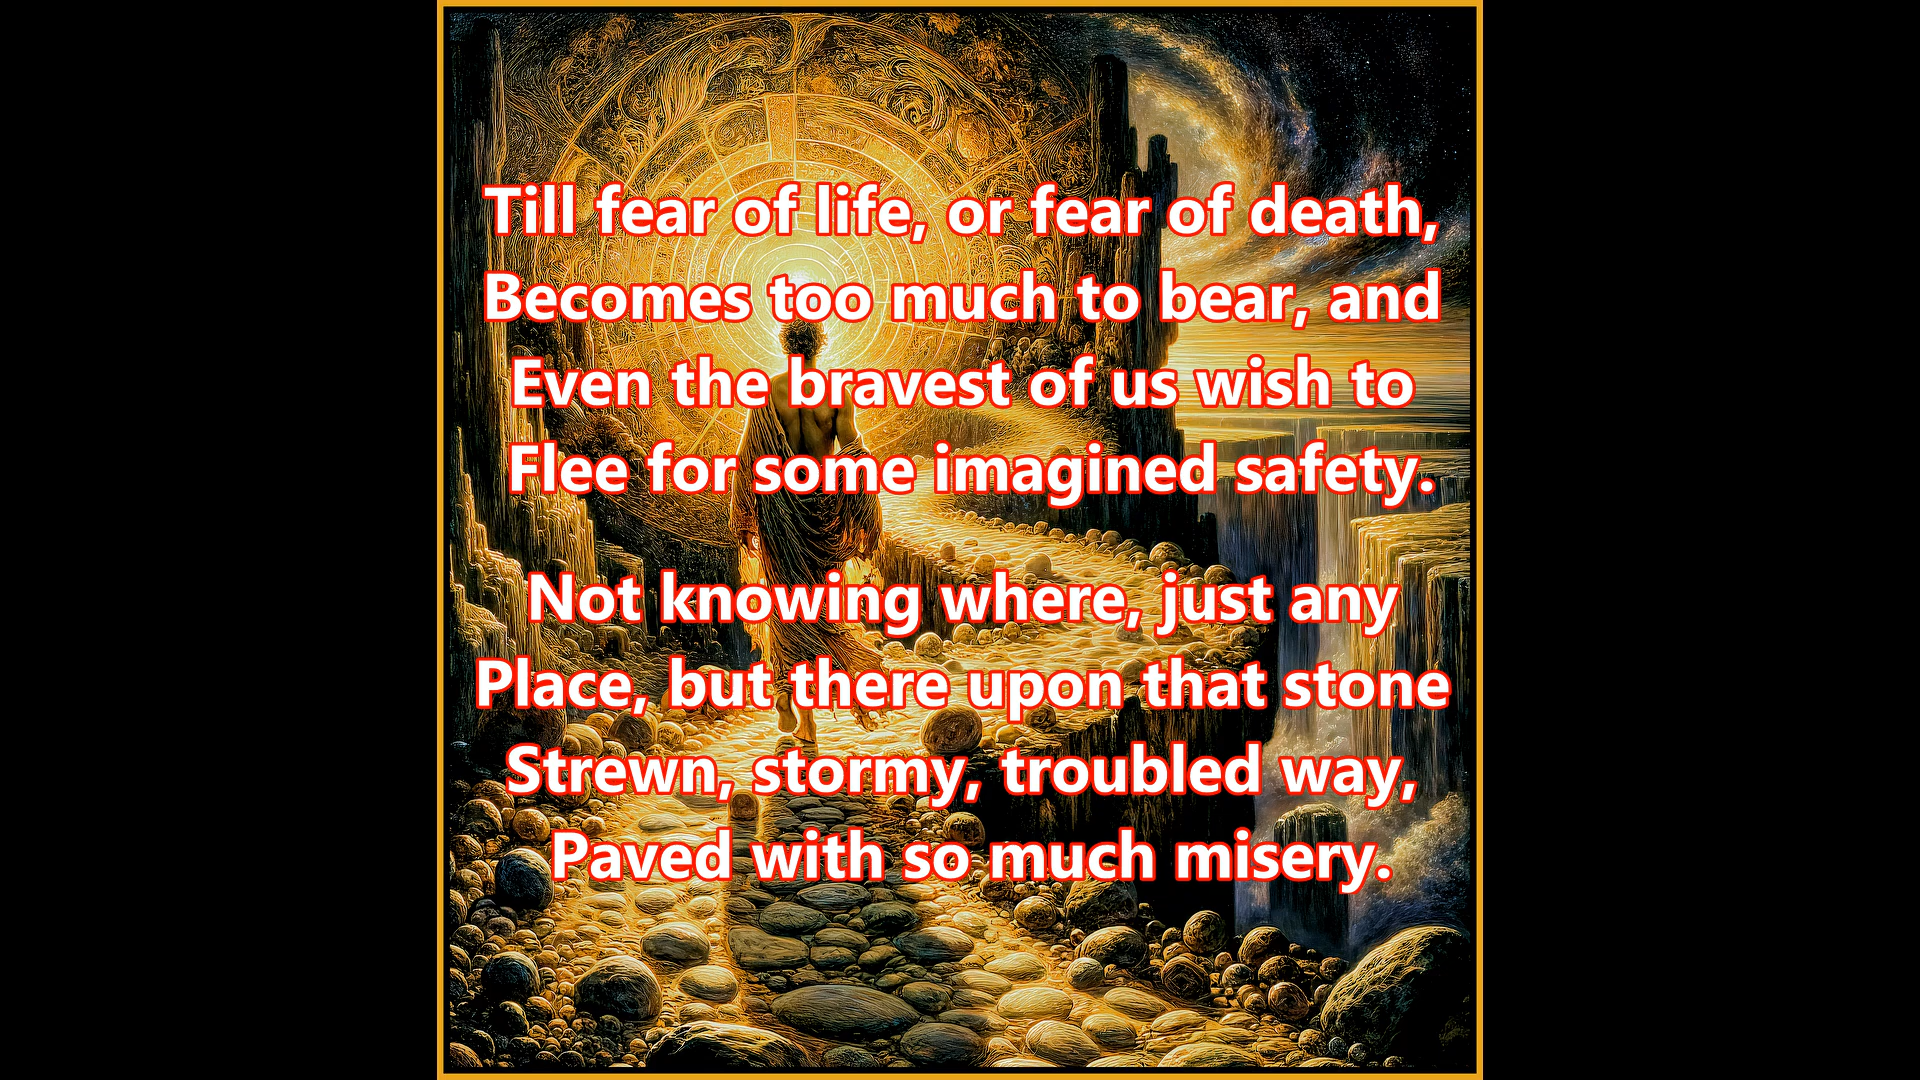 Till fear of life, or fear of death,
Becomes too much to bear, and
Even the bravest of us wish to
Flee for some imagined safety.
Not knowing where, just any
Place, but there upon that stone
Strewn, stormy, troubled way,
Paved with so much misery.